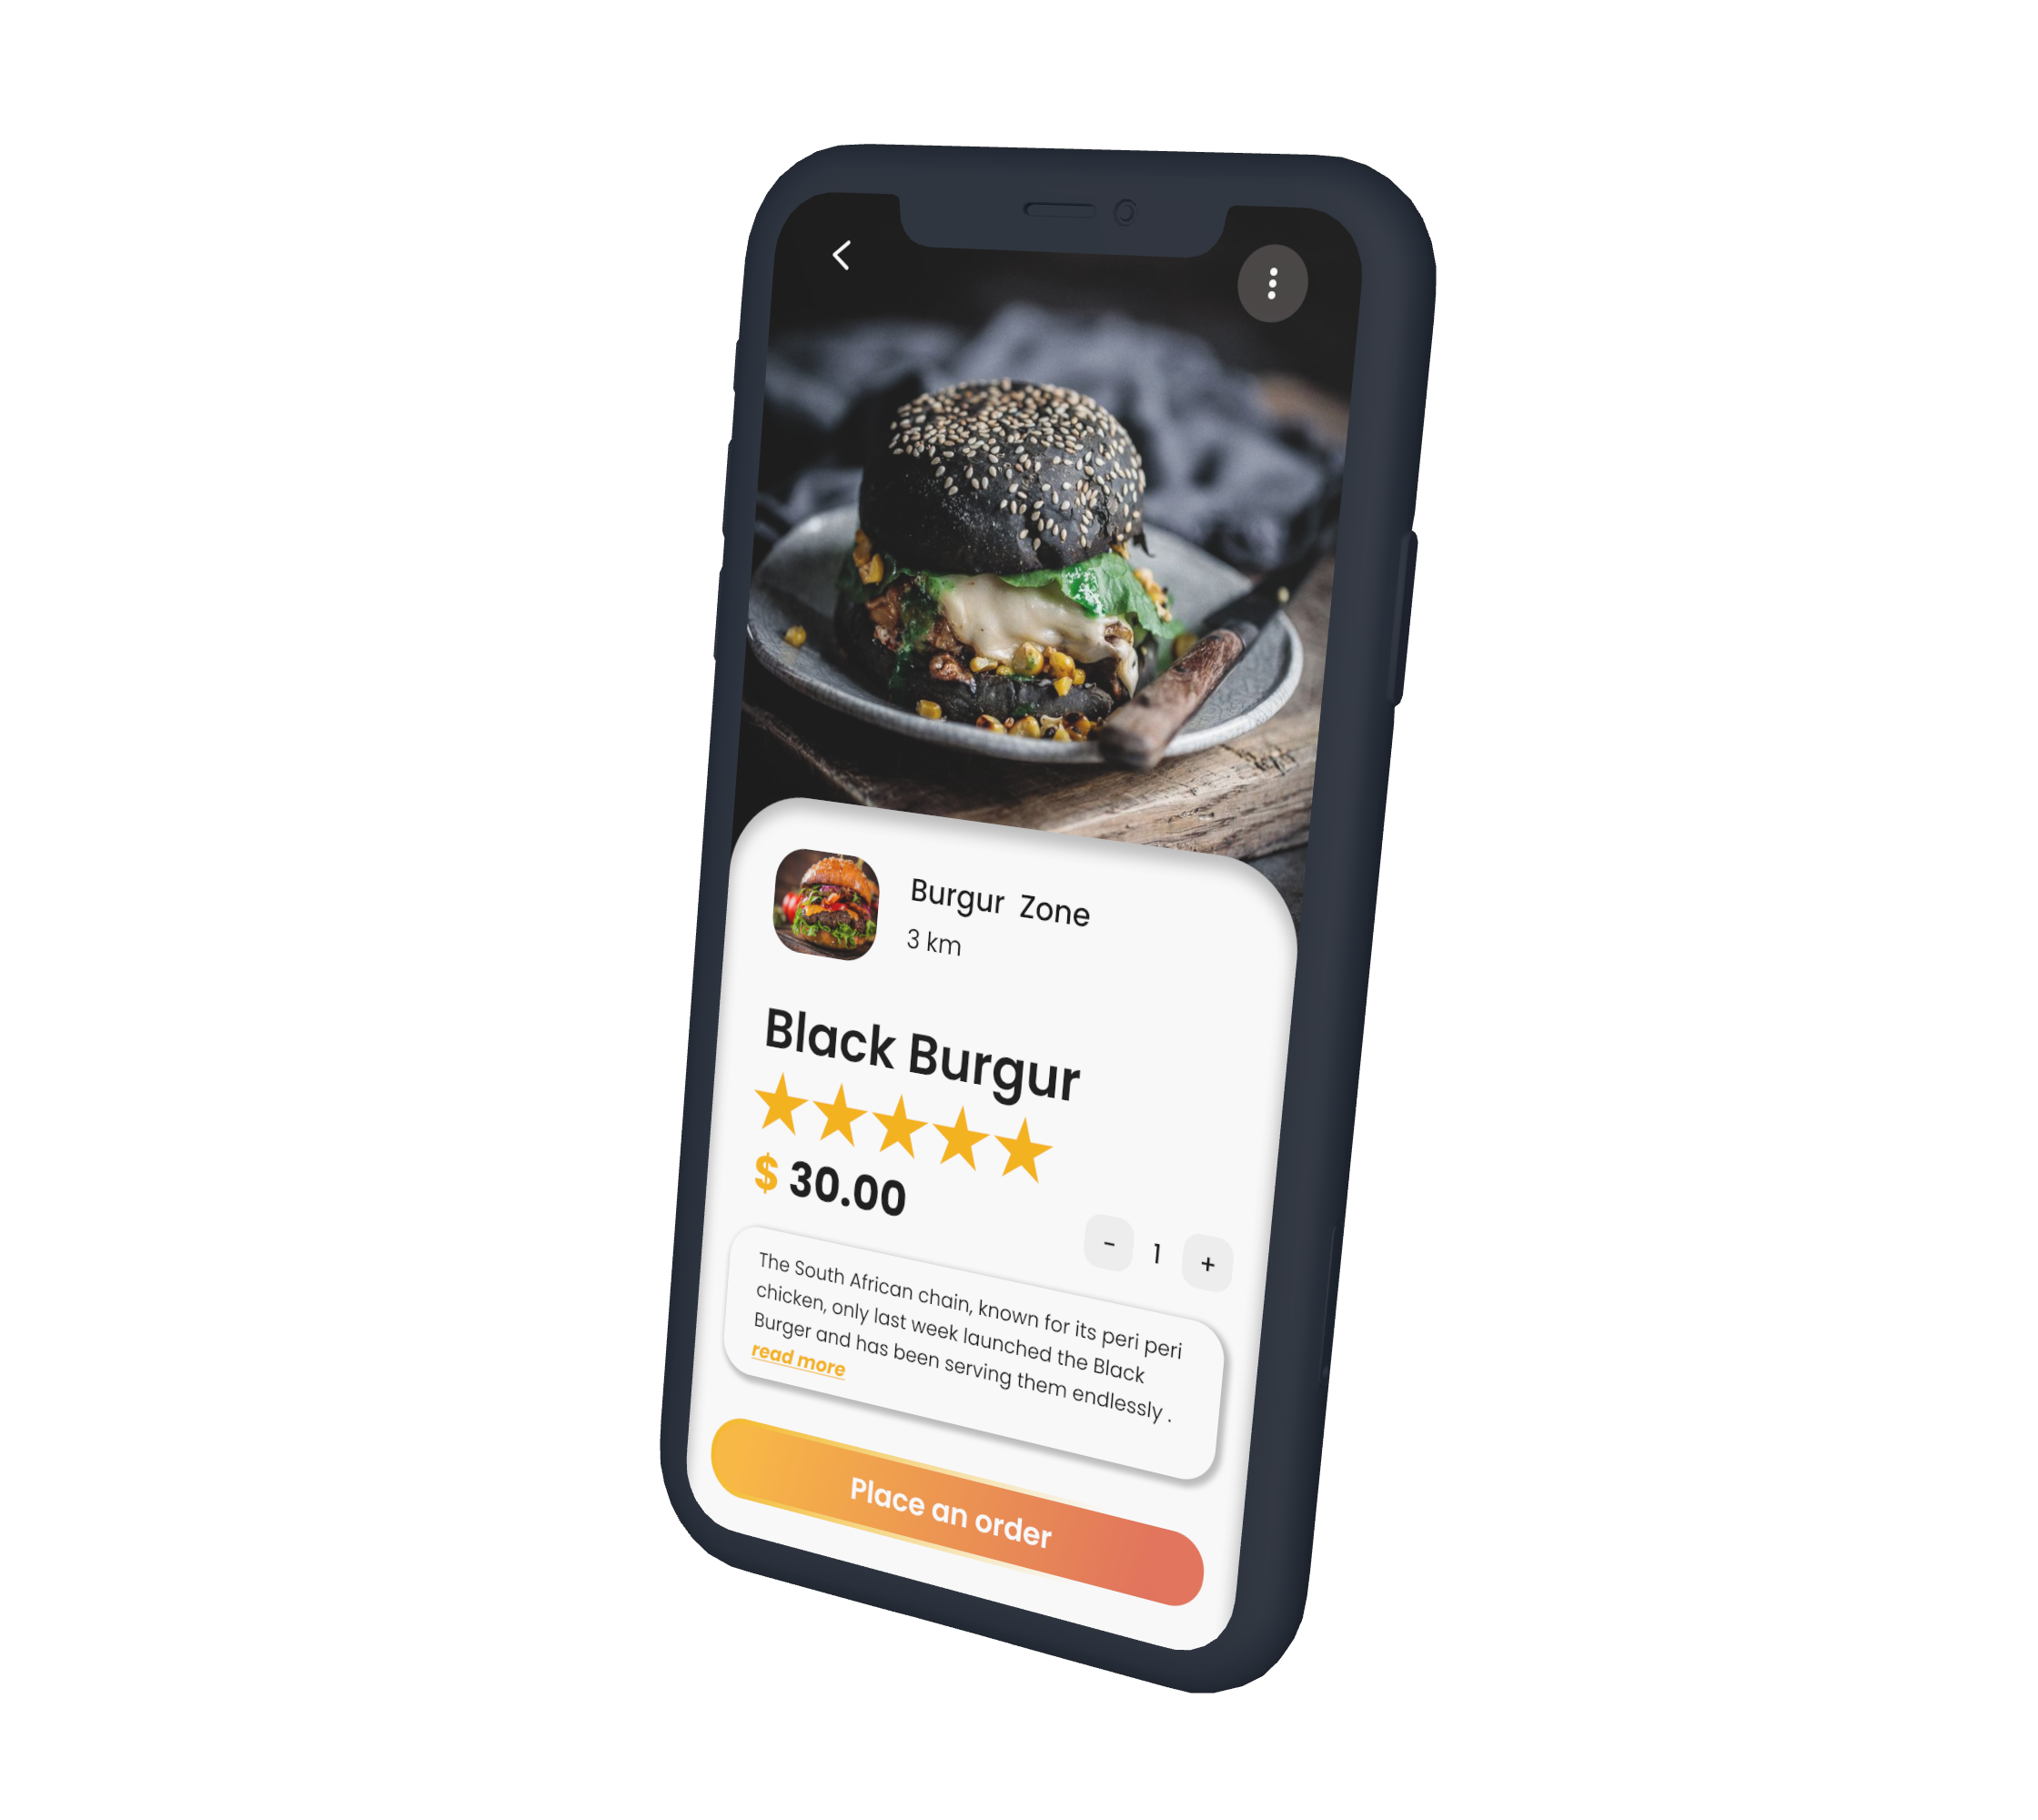 Burgur Zone
3 km
Black Burgur
$ 30.00
- 1 +
The South African chain, known for its peri peri
chicken, only last week launched the Black
Burger and has been serving them endlessly .
read more
Place an order